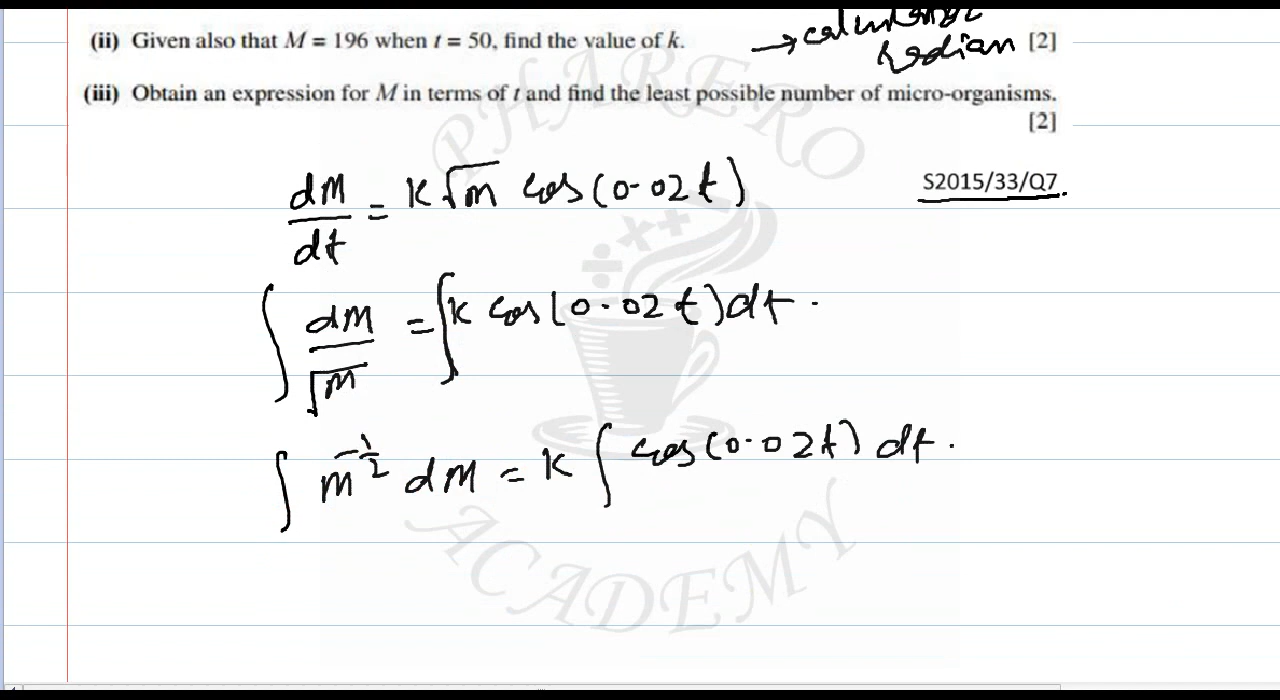 (ii) Given also that M = 196 when t = 50, find the value of k. [2]
→ radian
(iii) Obtain an expression for M in terms of t and find the least possible number of micro-organisms. [2]
S2015/33/Q7.
dM/dt = k√m cos(0.02t)
∫ dM/√m = ∫ k cos(0.02t)dt.
∫ m^(-1/2) dM = k ∫ cos(0.02t) dt.
PHARERO
ACADEMY